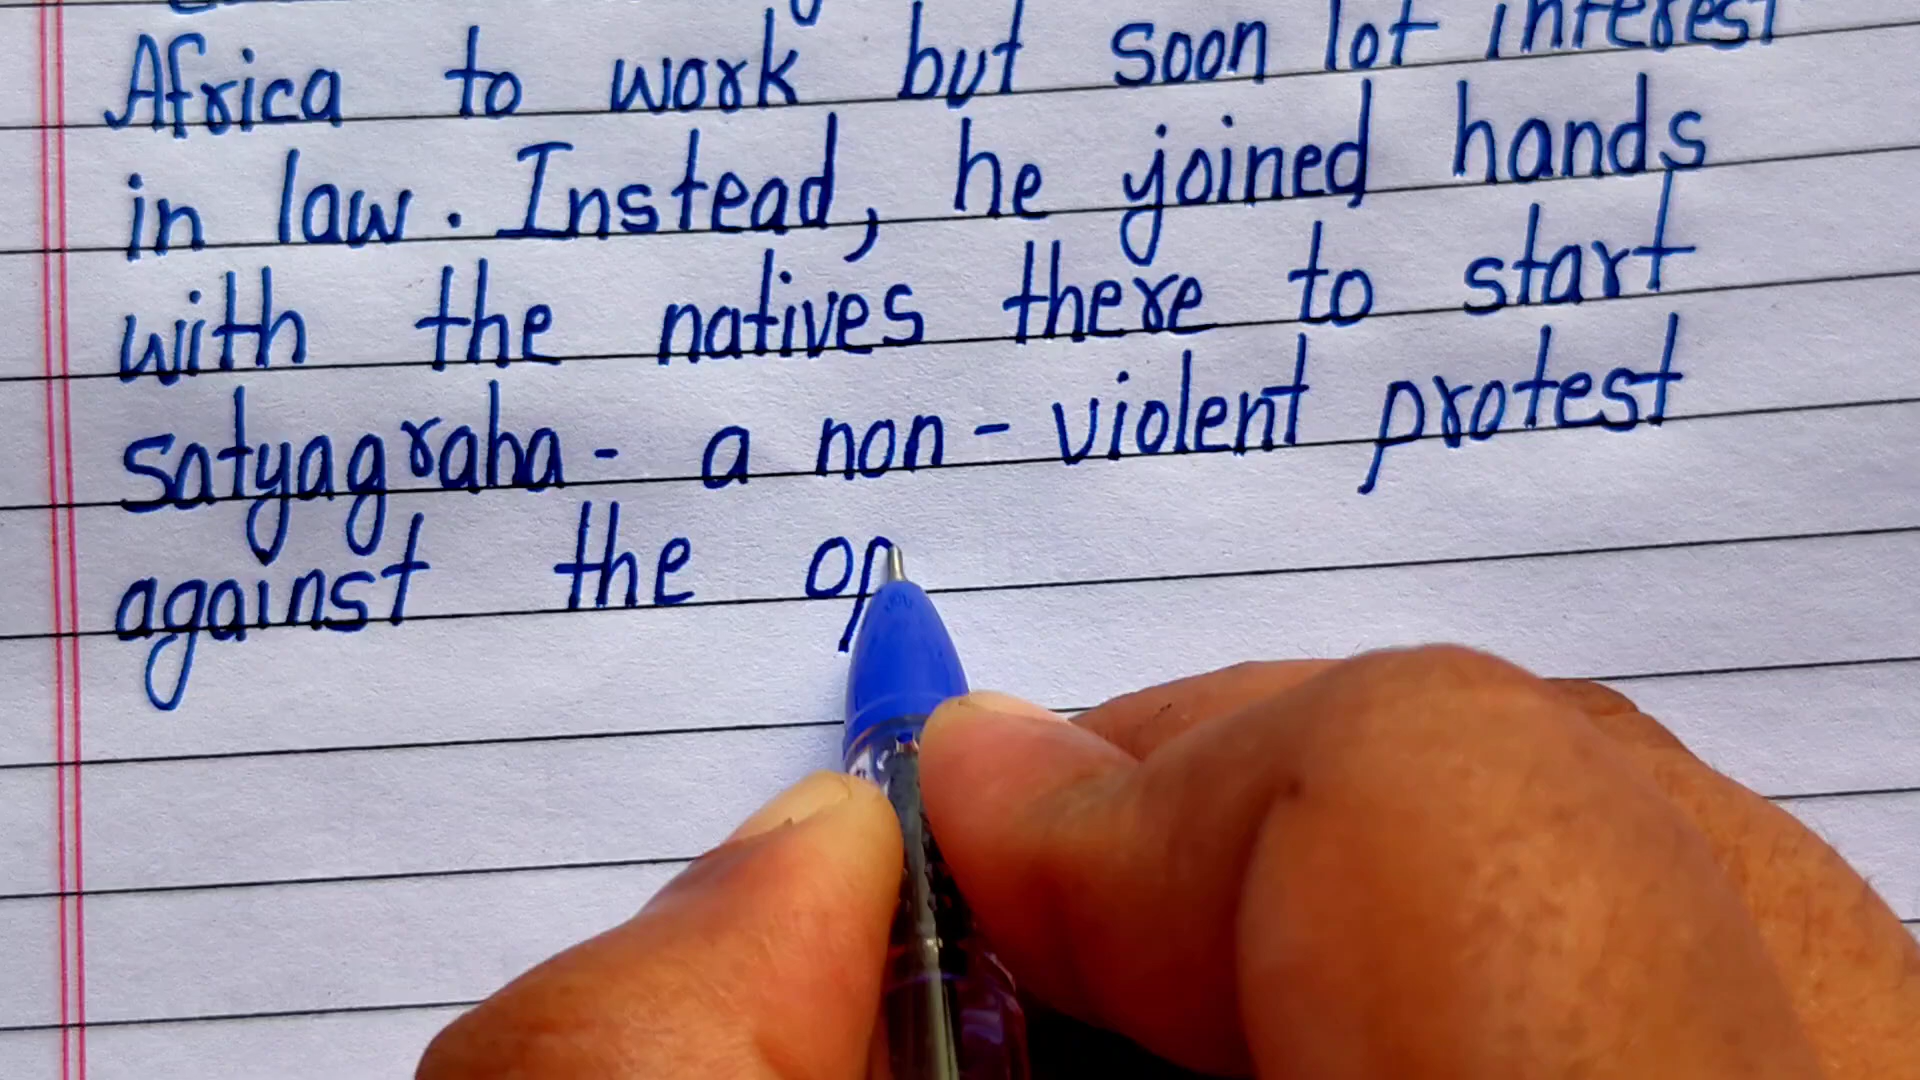 Africa to work but soon lot interest
in law. Instead, he joined hands
with the natives there to start
satyagraha - a non-violent protest
against the op